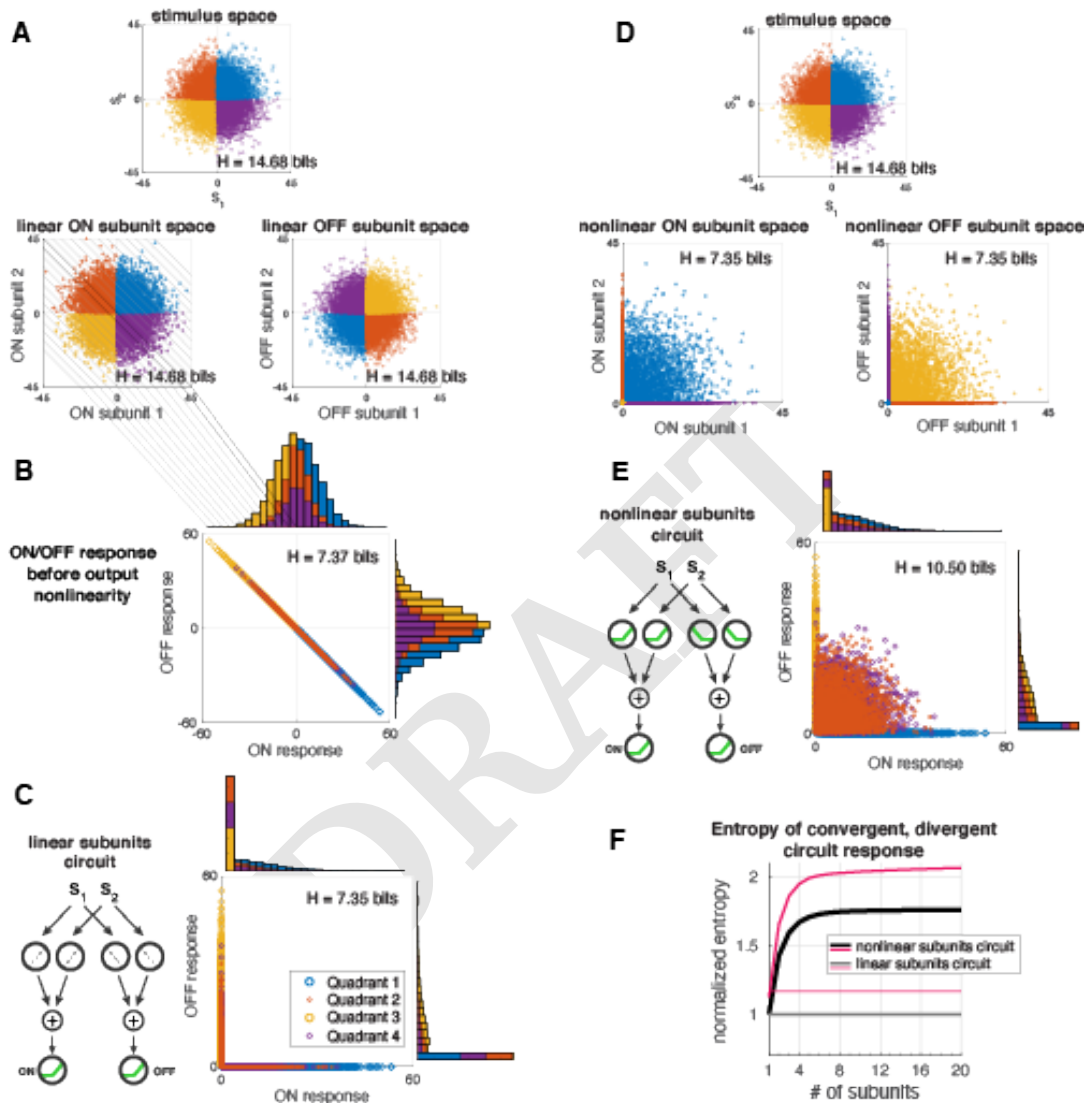 A
stimulus space
45
S2
0
-45
-45 0 45
H = 14.68 bits
S1
linear ON subunit space
45
ON subunit 2
0
-45
45
H = 14.68 bits
ON subunit 1
linear OFF subunit space
45
OFF subunit 2
0
-45
45
H = 14.68 bits
OFF subunit 1
B
ON/OFF response
before output
nonlinearity
60
OFF response
0
-60
-60 0 60
H = 7.37 bits
ON response
C
linear subunits
circuit
S1 S2
+ +
ON OFF
60
OFF response
0
0 60
H = 7.35 bits
Quadrant 1
Quadrant 2
Quadrant 3
Quadrant 4
ON response
D
stimulus space
45
S2
0
-45
-45 0 45
H = 14.68 bits
S1
nonlinear ON subunit space
45
ON subunit 2
0
0 45
H = 7.35 bits
ON subunit 1
nonlinear OFF subunit space
45
OFF subunit 2
0
0 45
H = 7.35 bits
OFF subunit 1
E
nonlinear subunits
circuit
S1 S2
+ +
ON OFF
60
OFF response
0
0 60
H = 10.50 bits
ON response
F
Entropy of convergent, divergent
circuit response
normalized entropy
2
1.5
1
nonlinear subunits circuit
linear subunits circuit
1 4 8 12 16 20
# of subunits
DRAFT